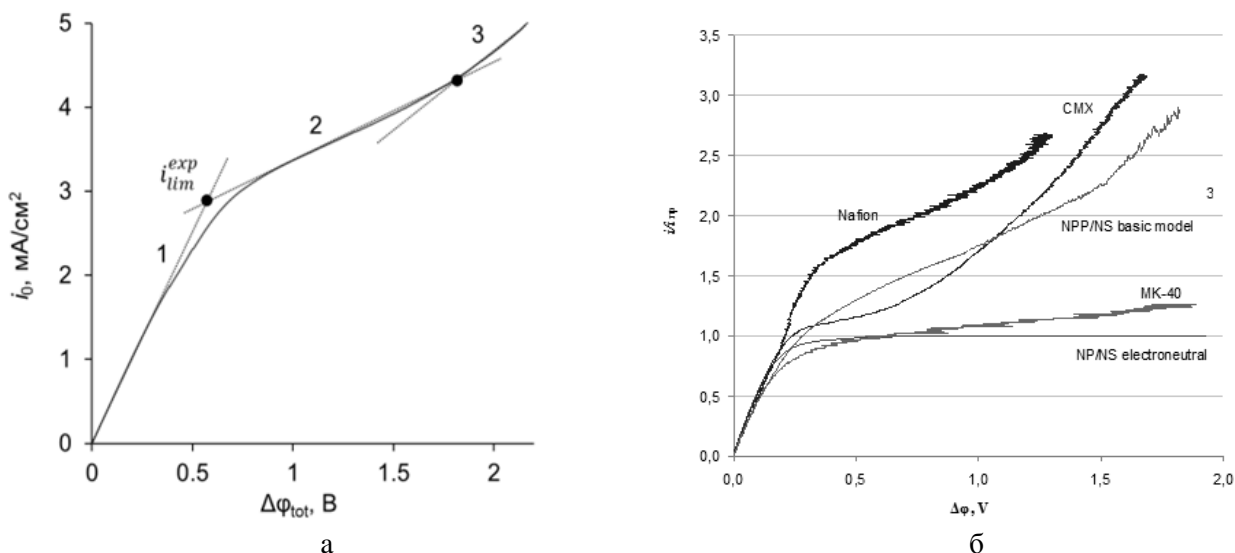 5
4
3
2
1
0
i₀, мА/см²
0
0.5
1
1.5
2
Δφtot, В
1
2
3
i_lim^exp
а
3,5
3,0
2,5
2,0
1,5
1,0
0,5
0,0
i/iпр
0,0
0,5
1,0
1,5
2,0
Δφ, V
CMX
Nafion
3
NPP/NS basic model
MK-40
NP/NS electroneutral
б